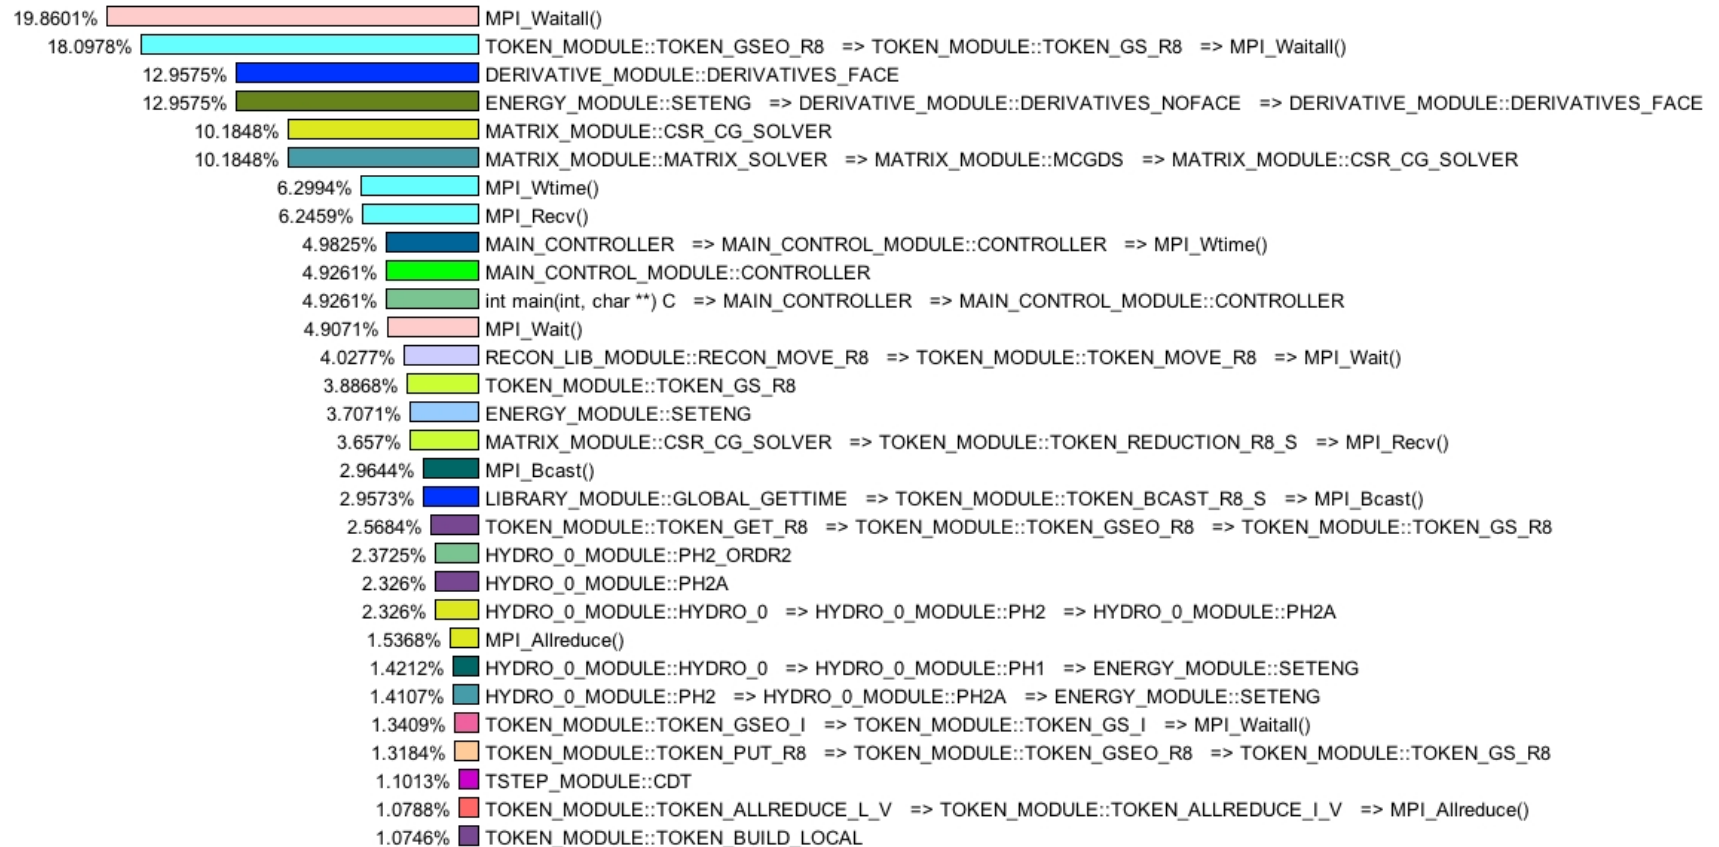 19.8601% MPI_Waitall()
18.0978% TOKEN_MODULE::TOKEN_GSEO_R8 => TOKEN_MODULE::TOKEN_GS_R8 => MPI_Waitall()
12.9575% DERIVATIVE_MODULE::DERIVATIVES_FACE
12.9575% ENERGY_MODULE::SETENG => DERIVATIVE_MODULE::DERIVATIVES_NOFACE => DERIVATIVE_MODULE::DERIVATIVES_FACE
10.1848% MATRIX_MODULE::CSR_CG_SOLVER
10.1848% MATRIX_MODULE::MATRIX_SOLVER => MATRIX_MODULE::MCGDS => MATRIX_MODULE::CSR_CG_SOLVER
6.2994% MPI_Wtime()
6.2459% MPI_Recv()
4.9825% MAIN_CONTROLLER => MAIN_CONTROL_MODULE::CONTROLLER => MPI_Wtime()
4.9261% MAIN_CONTROL_MODULE::CONTROLLER
4.9261% int main(int, char **) C => MAIN_CONTROLLER => MAIN_CONTROL_MODULE::CONTROLLER
4.9071% MPI_Wait()
4.0277% RECON_LIB_MODULE::RECON_MOVE_R8 => TOKEN_MODULE::TOKEN_MOVE_R8 => MPI_Wait()
3.8868% TOKEN_MODULE::TOKEN_GS_R8
3.7071% ENERGY_MODULE::SETENG
3.657% MATRIX_MODULE::CSR_CG_SOLVER => TOKEN_MODULE::TOKEN_REDUCTION_R8_S => MPI_Recv()
2.9644% MPI_Bcast()
2.9573% LIBRARY_MODULE::GLOBAL_GETTIME => TOKEN_MODULE::TOKEN_BCAST_R8_S => MPI_Bcast()
2.5684% TOKEN_MODULE::TOKEN_GET_R8 => TOKEN_MODULE::TOKEN_GSEO_R8 => TOKEN_MODULE::TOKEN_GS_R8
2.3725% HYDRO_0_MODULE::PH2_ORDR2
2.326% HYDRO_0_MODULE::PH2A
2.326% HYDRO_0_MODULE::HYDRO_0 => HYDRO_0_MODULE::PH2 => HYDRO_0_MODULE::PH2A
1.5368% MPI_Allreduce()
1.4212% HYDRO_0_MODULE::HYDRO_0 => HYDRO_0_MODULE::PH1 => ENERGY_MODULE::SETENG
1.4107% HYDRO_0_MODULE::PH2 => HYDRO_0_MODULE::PH2A => ENERGY_MODULE::SETENG
1.3409% TOKEN_MODULE::TOKEN_GSEO_I => TOKEN_MODULE::TOKEN_GS_I => MPI_Waitall()
1.3184% TOKEN_MODULE::TOKEN_PUT_R8 => TOKEN_MODULE::TOKEN_GSEO_R8 => TOKEN_MODULE::TOKEN_GS_R8
1.1013% TSTEP_MODULE::CDT
1.0788% TOKEN_MODULE::TOKEN_ALLREDUCE_L_V => TOKEN_MODULE::TOKEN_ALLREDUCE_I_V => MPI_Allreduce()
1.0746% TOKEN_MODULE::TOKEN_BUILD_LOCAL